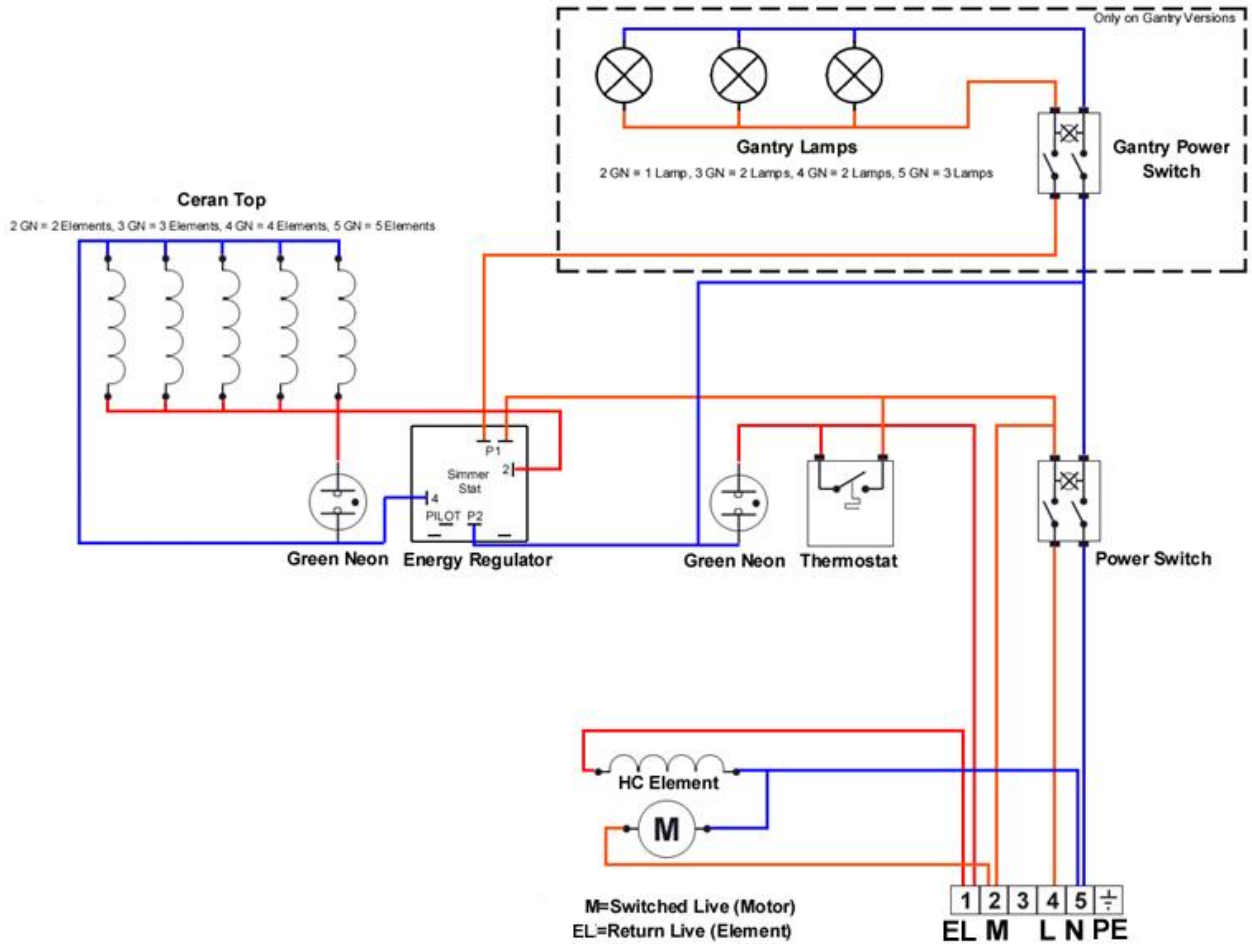 Only on Gantry Versions
Gantry Lamps
2 GN = 1 Lamp, 3 GN = 2 Lamps, 4 GN = 2 Lamps, 5 GN = 3 Lamps
Gantry Power
Switch
Ceran Top
2 GN = 2 Elements, 3 GN = 3 Elements, 4 GN = 4 Elements, 5 GN = 5 Elements
P1
2
Simmer
Stat
4
PILOT P2
Green Neon
Energy Regulator
Green Neon
Thermostat
Power Switch
HC Element
M
M=Switched Live (Motor)
EL=Return Live (Element)
1 2 3 4 5
EL M L N PE